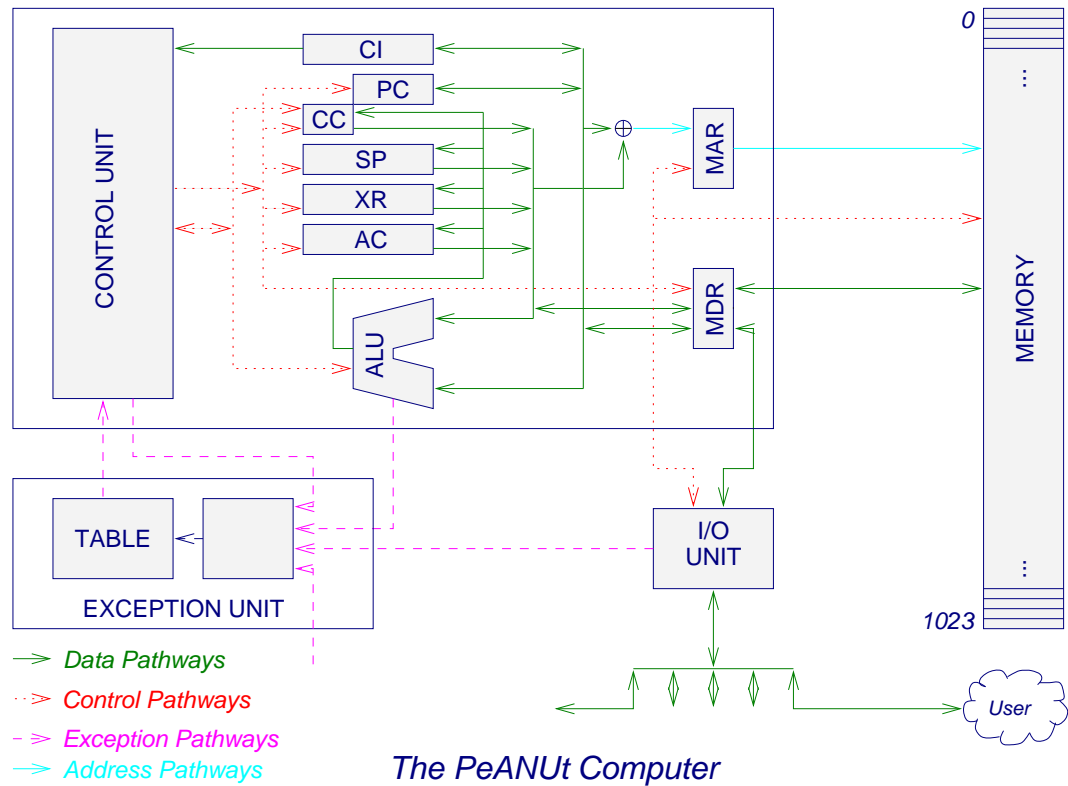 0
CI
PC
CC
SP
XR
AC
ALU
CONTROL UNIT
MAR
MDR
MEMORY
...
...
1023
TABLE
EXCEPTION UNIT
I/O
UNIT
Data Pathways
Control Pathways
Exception Pathways
Address Pathways
User
The PeANUt Computer